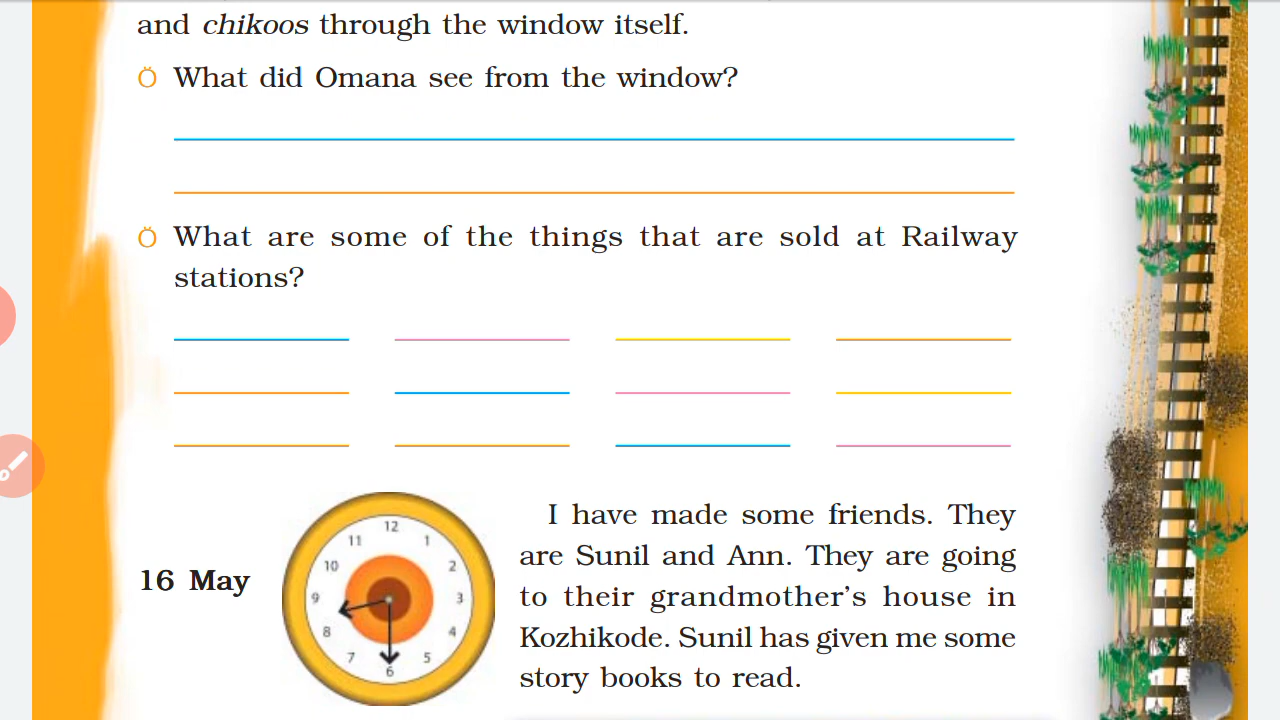 and chikoos through the window itself.
Ö What did Omana see from the window?
Ö What are some of the things that are sold at Railway
stations?
16 May
12
1
2
3
4
5
6
7
8
9
10
11
I have made some friends. They
are Sunil and Ann. They are going
to their grandmother's house in
Kozhikode. Sunil has given me some
story books to read.